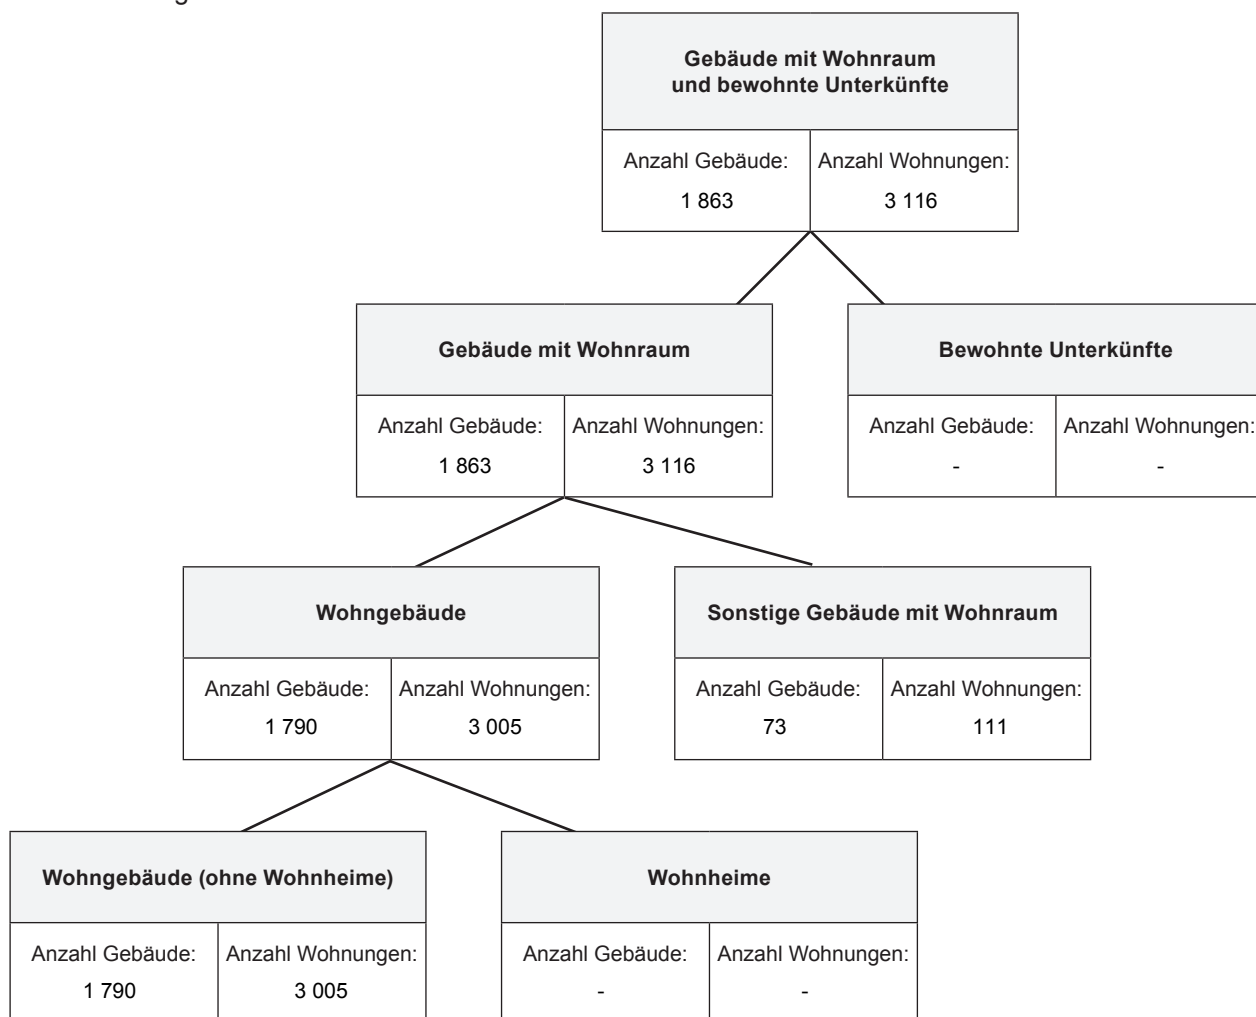 Gebäude mit Wohnraum
und bewohnte Unterkünfte
Anzahl Gebäude: Anzahl Wohnungen:
1 863 3 116
Gebäude mit Wohnraum
Anzahl Gebäude: Anzahl Wohnungen:
1 863 3 116
Bewohnte Unterkünfte
Anzahl Gebäude: Anzahl Wohnungen:
- -
Wohngebäude
Anzahl Gebäude: Anzahl Wohnungen:
1 790 3 005
Sonstige Gebäude mit Wohnraum
Anzahl Gebäude: Anzahl Wohnungen:
73 111
Wohngebäude (ohne Wohnheime)
Anzahl Gebäude: Anzahl Wohnungen:
1 790 3 005
Wohnheime
Anzahl Gebäude: Anzahl Wohnungen:
- -